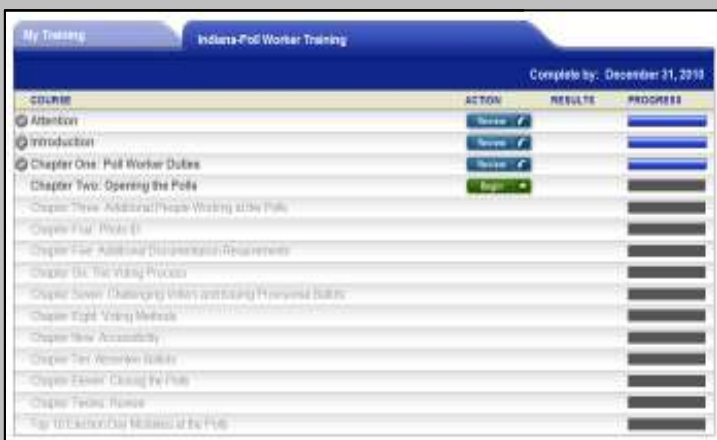 My Training
Indiana-Poll Worker Training
Complete by: December 31, 2010
COURSE ACTION RESULTS PROGRESS
Attention Review
Introduction Review
Chapter One: Poll Worker Duties Review
Chapter Two: Opening the Polls Begin
Chapter Three: Additional People Working at the Polls
Chapter Four: Photo ID
Chapter Five: Additional Documentation Requirements
Chapter Six: The Voting Process
Chapter Seven: Challenging Voters and Issuing Provisional Ballots
Chapter Eight: Voting Methods
Chapter Nine: Accessibility
Chapter Ten: Absentee Ballots
Chapter Eleven: Closing the Polls
Chapter Twelve: Review
Top 10 Election Day Mistakes at the Polls